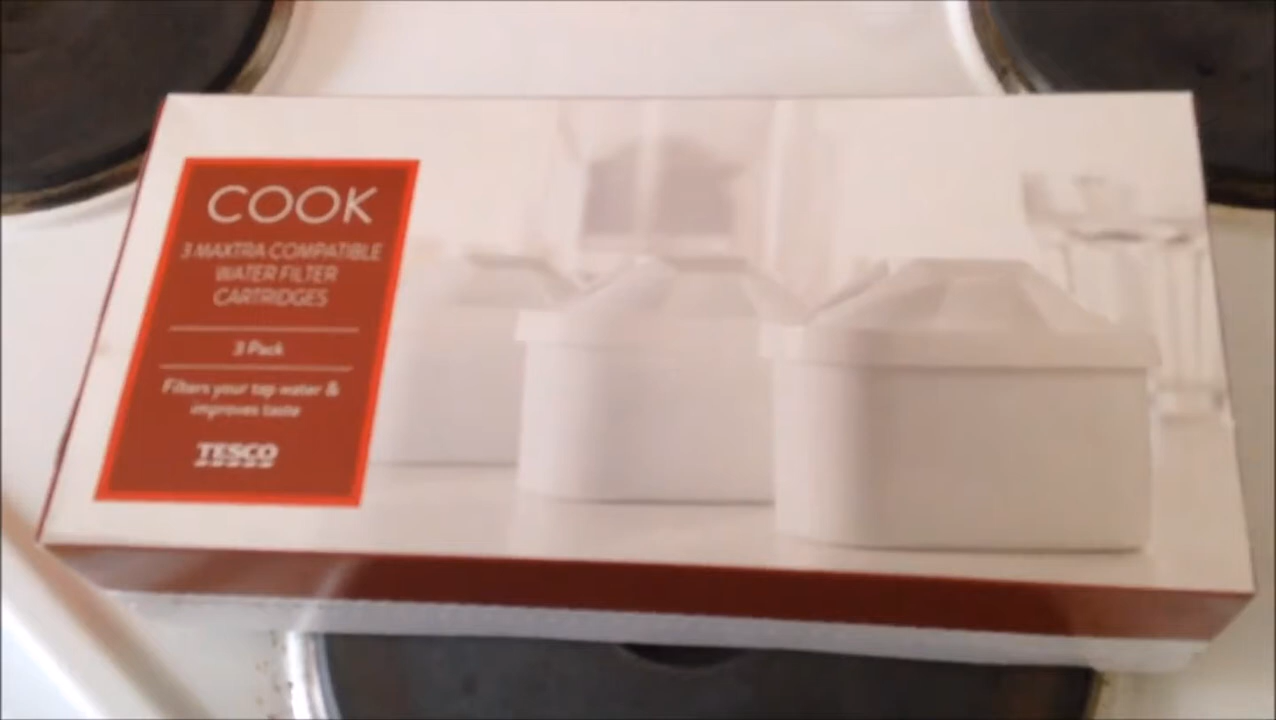 COOK
3 MAXTRA COMPATIBLE
WATER FILTER
CARTRIDGES
3 Pack
Filters your tap water &
improves taste
TESCO